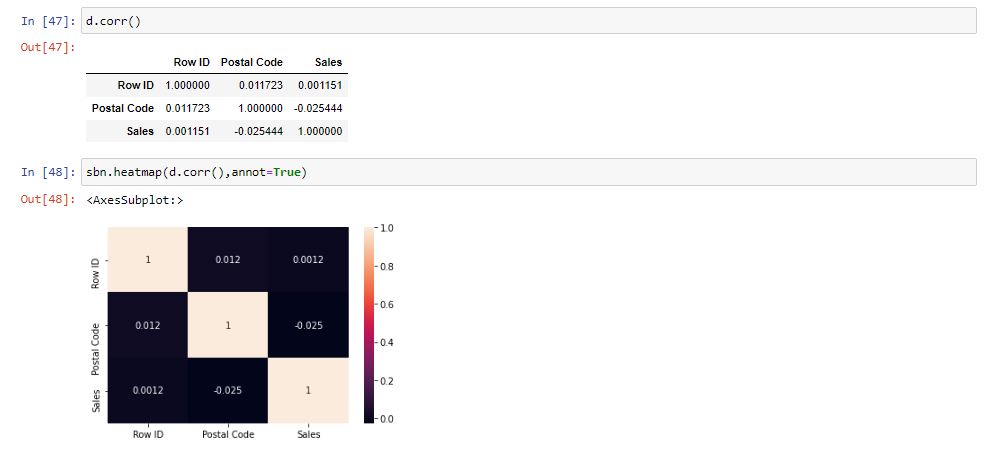 In [47]: d.corr()
Out[47]:
Row ID Postal Code Sales
Row ID 1.000000 0.011723 0.001151
Postal Code 0.011723 1.000000 -0.025444
Sales 0.001151 -0.025444 1.000000
In [48]: sbn.heatmap(d.corr(),annot=True)
Out[48]: <AxesSubplot:>
1.0
Row ID 1 0.012 0.0012
0.8
0.6
Postal Code 0.012 1 -0.025
0.4
0.2
Sales 0.0012 -0.025 1
0.0
Row ID Postal Code Sales